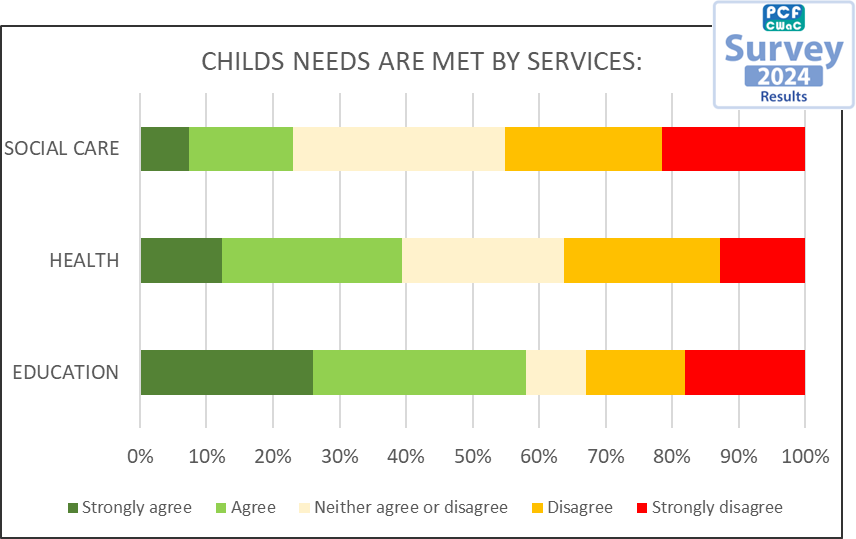 PCF
CWaC
Survey
2024
Results
CHILDS NEEDS ARE MET BY SERVICES:
SOCIAL CARE
HEALTH
EDUCATION
0% 10% 20% 30% 40% 50% 60% 70% 80% 90% 100%
Strongly agree Agree Neither agree or disagree Disagree Strongly disagree